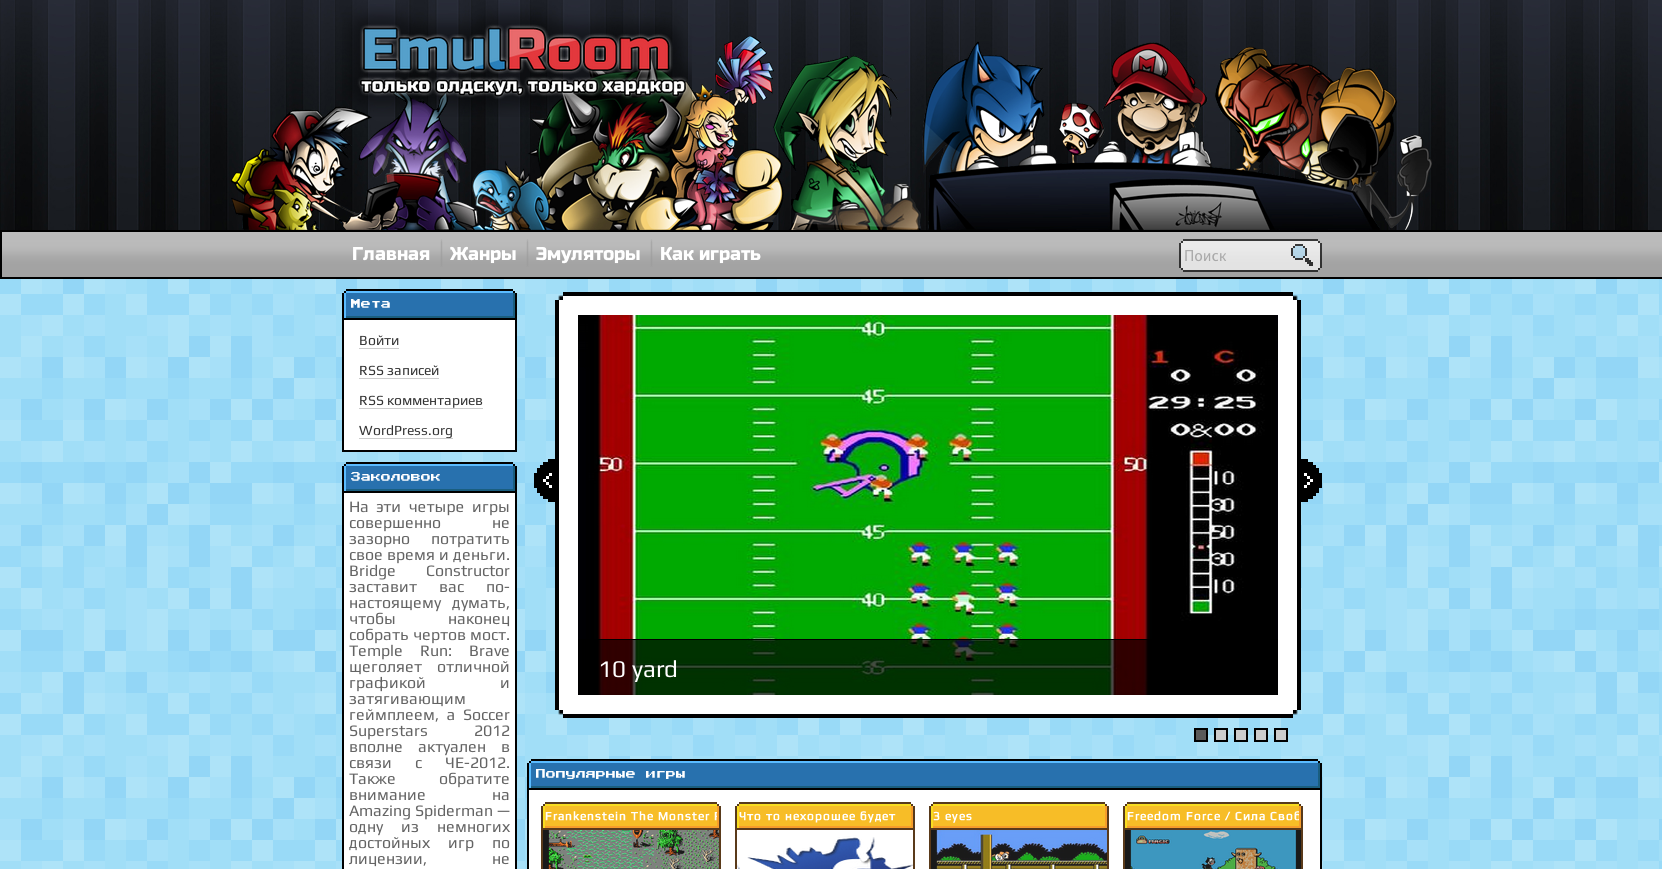 EmulRoom
только олдскул, только хардкор
Главная
Жанры
Эмуляторы
Как играть
Поиск
Мета
Войти
RSS записей
RSS комментариев
WordPress.org
Заколовок
На эти четыре игры
совершенно не
зазорно потратить
свое время и деньги.
Bridge Constructor
заставит вас по-
настоящему думать,
чтобы наконец
собрать чертов мост.
Temple Run: Brave
щеголяет отличной
графикой и
затягивающим
геймплеем, а Soccer
Superstars 2012
вполне актуален в
связи с ЧЕ-2012.
Также обратите
внимание на
Amazing Spiderman —
одну из немногих
достойных игр по
лицензии, не
40
45
50
50
45
40
35
1 C
0 0
29:25
0&00
10
30
50
30
10
10 yard
Популярные игры
Frankenstein The Monster
Что то нехорошее будет
3 eyes
Freedom Force / Сила Своб